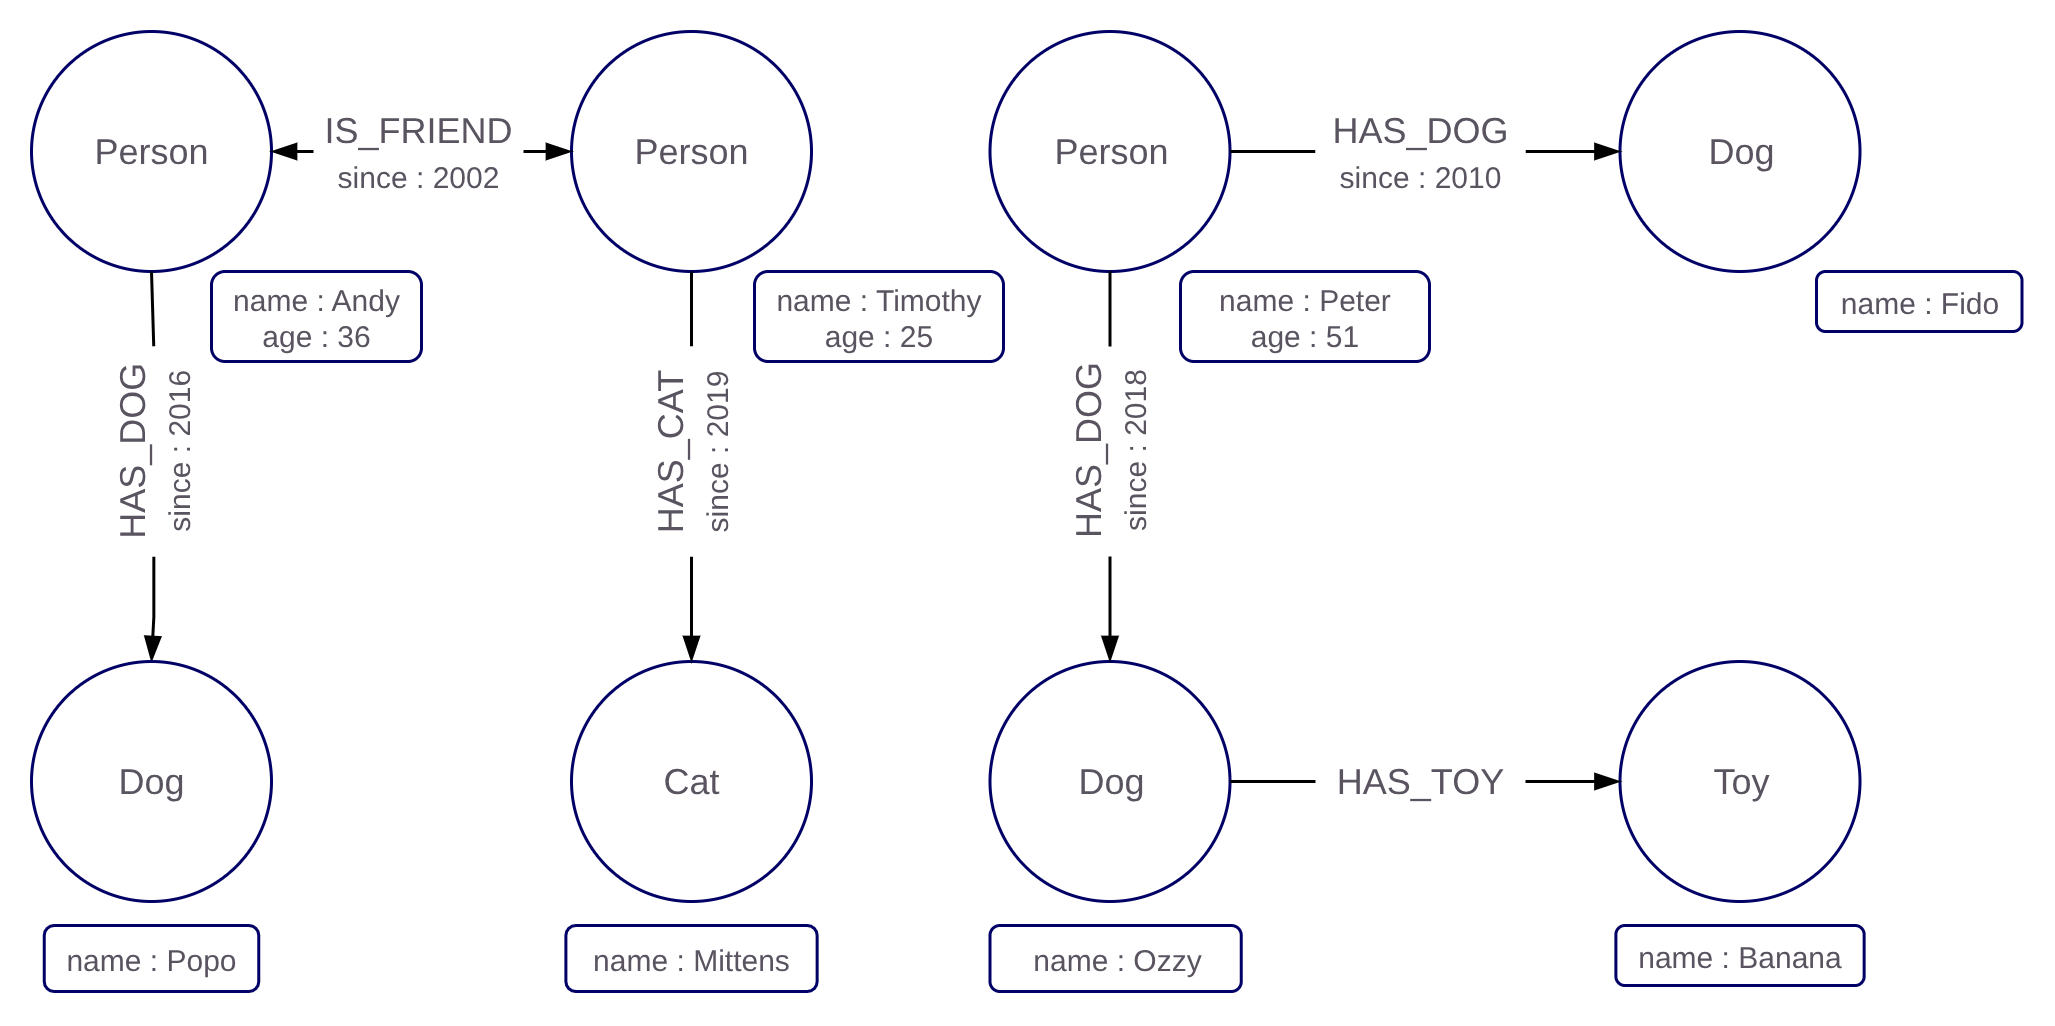 Person
IS_FRIEND
since : 2002
Person
Person
HAS_DOG
since : 2010
Dog
name : Andy
age : 36
name : Timothy
age : 25
name : Peter
age : 51
name : Fido
HAS_DOG
since : 2016
HAS_CAT
since : 2019
HAS_DOG
since : 2018
Dog
Cat
Dog
HAS_TOY
Toy
name : Popo
name : Mittens
name : Ozzy
name : Banana